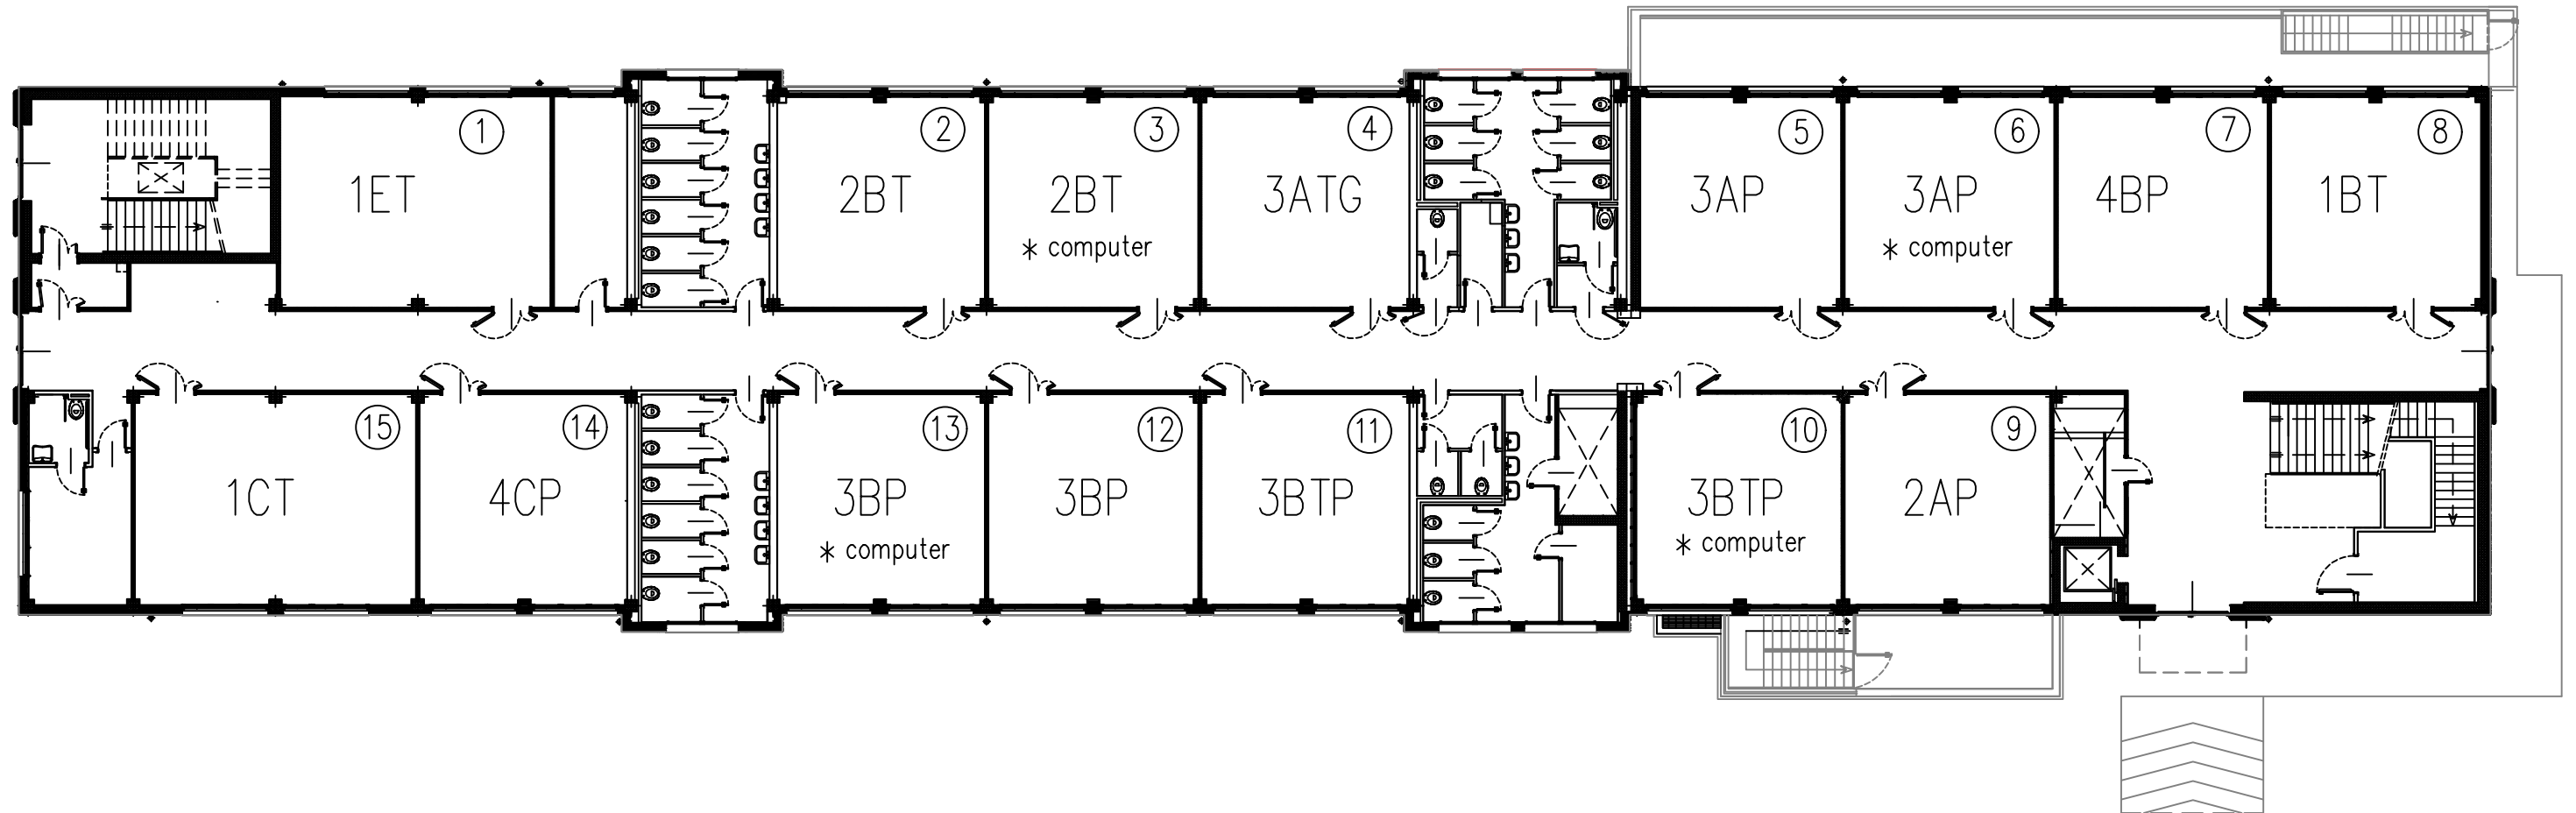 1
1ET
2
2BT
3
2BT
* computer
4
3ATG
5
3AP
6
3AP
* computer
7
4BP
8
1BT
15
1CT
14
4CP
13
3BP
* computer
12
3BP
11
3BTP
10
3BTP
* computer
9
2AP